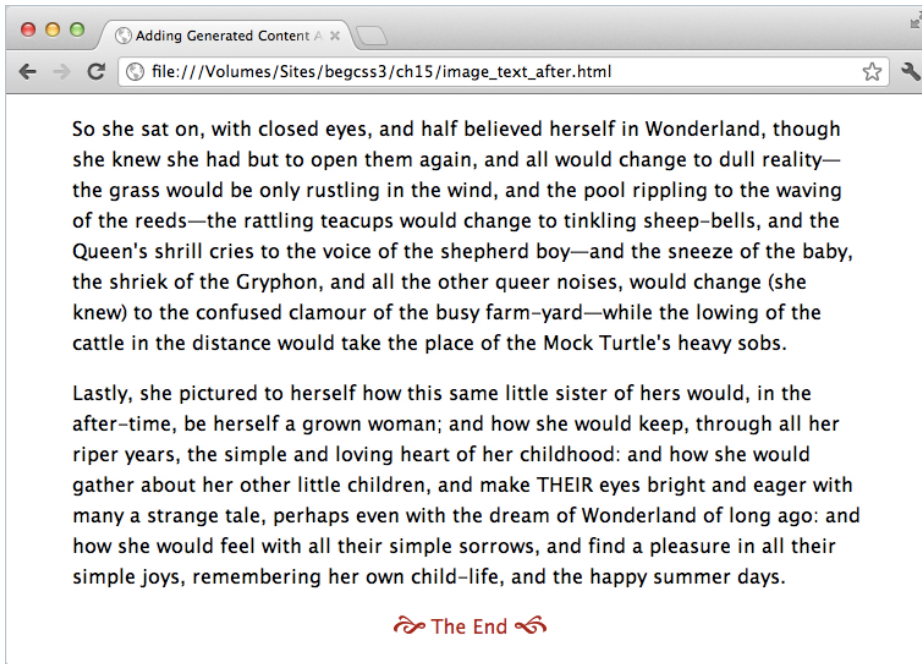 Adding Generated Content A
file:///Volumes/Sites/begcss3/ch15/image_text_after.html
So she sat on, with closed eyes, and half believed herself in Wonderland, though
she knew she had but to open them again, and all would change to dull reality—
the grass would be only rustling in the wind, and the pool rippling to the waving
of the reeds—the rattling teacups would change to tinkling sheep-bells, and the
Queen's shrill cries to the voice of the shepherd boy—and the sneeze of the baby,
the shriek of the Gryphon, and all the other queer noises, would change (she
knew) to the confused clamour of the busy farm-yard—while the lowing of the
cattle in the distance would take the place of the Mock Turtle's heavy sobs.
Lastly, she pictured to herself how this same little sister of hers would, in the
after-time, be herself a grown woman; and how she would keep, through all her
riper years, the simple and loving heart of her childhood: and how she would
gather about her other little children, and make THEIR eyes bright and eager with
many a strange tale, perhaps even with the dream of Wonderland of long ago: and
how she would feel with all their simple sorrows, and find a pleasure in all their
simple joys, remembering her own child-life, and the happy summer days.
The End